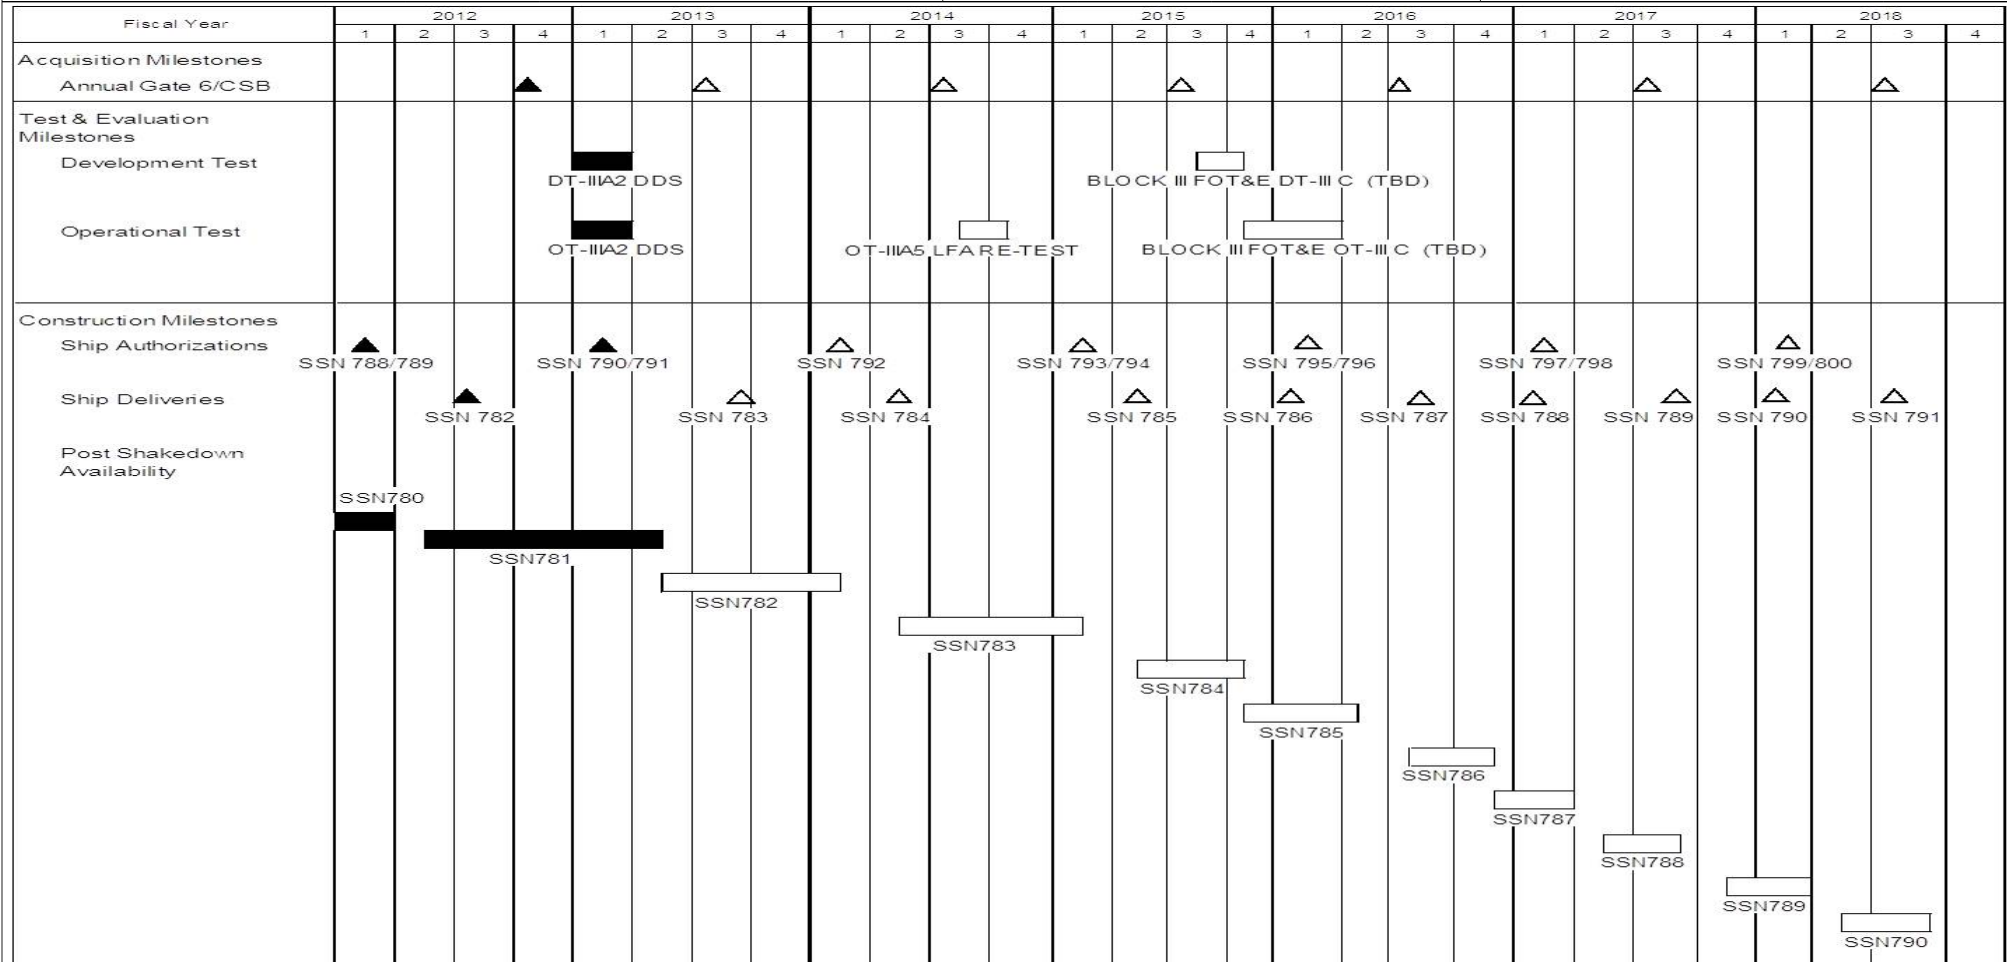 Fiscal Year 2012 2013 2014 2015 2016 2017 2018
1 2 3 4 1 2 3 4 1 2 3 4 1 2 3 4 1 2 3 4 1 2 3 4 1 2 3 4
Acquisition Milestones
Annual Gate 6/CSB
Test & Evaluation
Milestones
Development Test
DT-IIIA2 DDS BLOCK III FOT&E DT-III C (TBD)
Operational Test
OT-IIIA2 DDS OT-IIIA5 LFA RE-TEST BLOCK III FOT&E OT-III C (TBD)
Construction Milestones
Ship Authorizations
SSN 788/789 SSN 790/791 SSN 792 SSN 793/794 SSN 795/796 SSN 797/798 SSN 799/800
Ship Deliveries
SSN 782 SSN 783 SSN 784 SSN 785 SSN 786 SSN 787 SSN 788 SSN 789 SSN 790 SSN 791
Post Shakedown
Availability
SSN780
SSN781
SSN782
SSN783
SSN784
SSN785
SSN786
SSN787
SSN788
SSN789
SSN790